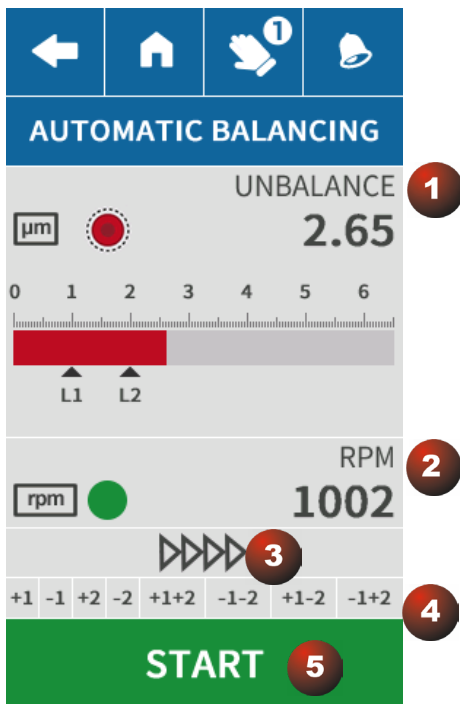 1
AUTOMATIC BALANCING
UNBALANCE 1
µm 2.65
0 1 2 3 4 5 6
L1 L2
RPM 2
rpm 1002
3
+1 -1 +2 -2 +1+2 -1-2 +1-2 -1+2 4
START 5